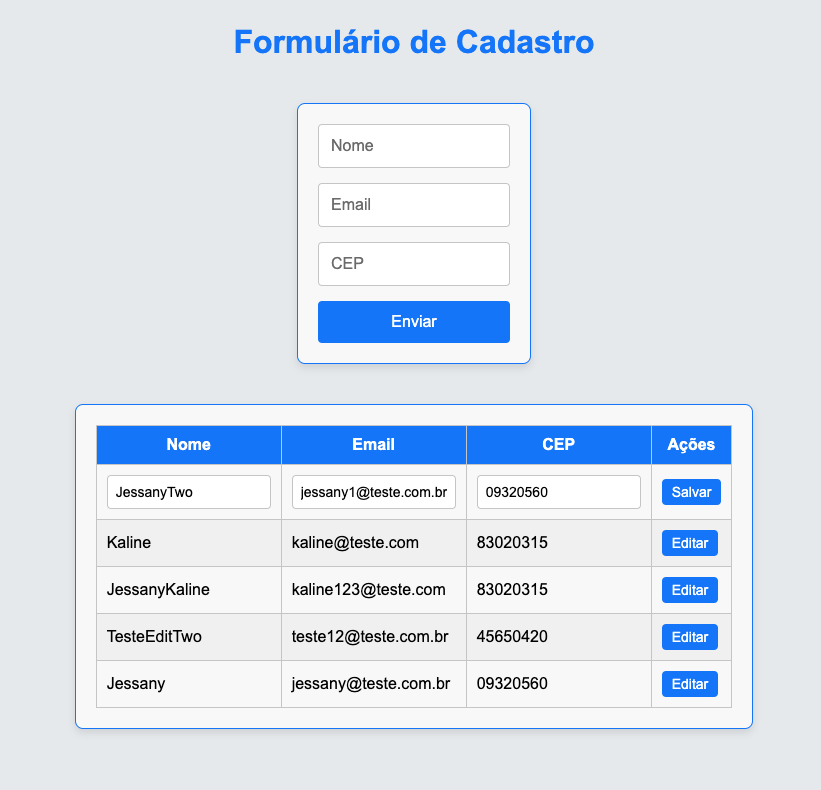 Formulário de Cadastro
Nome
Email
CEP
Enviar
Nome Email CEP Ações
JessanyTwo jessany1@teste.com.br 09320560 Salvar
Kaline kaline@teste.com 83020315 Editar
JessanyKaline kaline123@teste.com 83020315 Editar
TesteEditTwo teste12@teste.com.br 45650420 Editar
Jessany jessany@teste.com.br 09320560 Editar